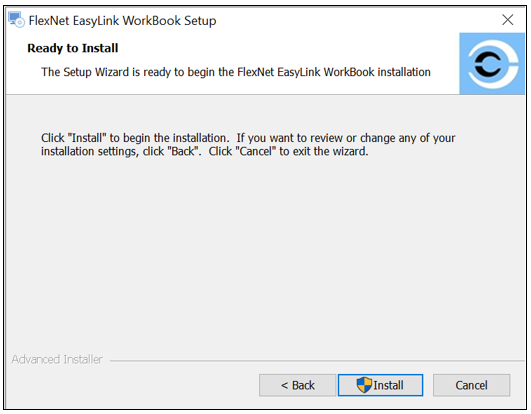 FlexNet EasyLink WorkBook Setup
Ready to Install
The Setup Wizard is ready to begin the FlexNet EasyLink WorkBook installation
Click "Install" to begin the installation.  If you want to review or change any of your
installation settings, click "Back".  Click "Cancel" to exit the wizard.
Advanced Installer
< Back
Install
Cancel